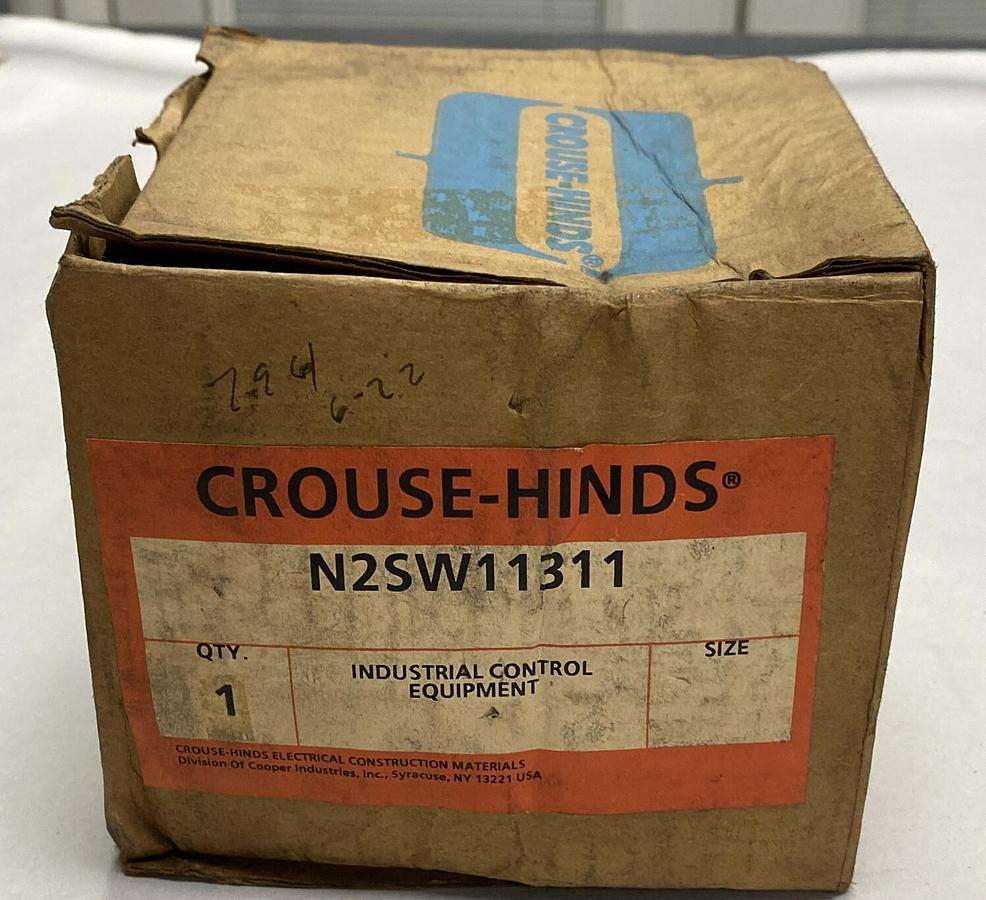 CROUSE-HINDS®
6-22
CROUSE-HINDS®
N2SW11311
QTY.
1
INDUSTRIAL CONTROL
EQUIPMENT
SIZE
CROUSE-HINDS ELECTRICAL CONSTRUCTION MATERIALS
Division Of Cooper Industries, Inc., Syracuse, NY 13221 USA